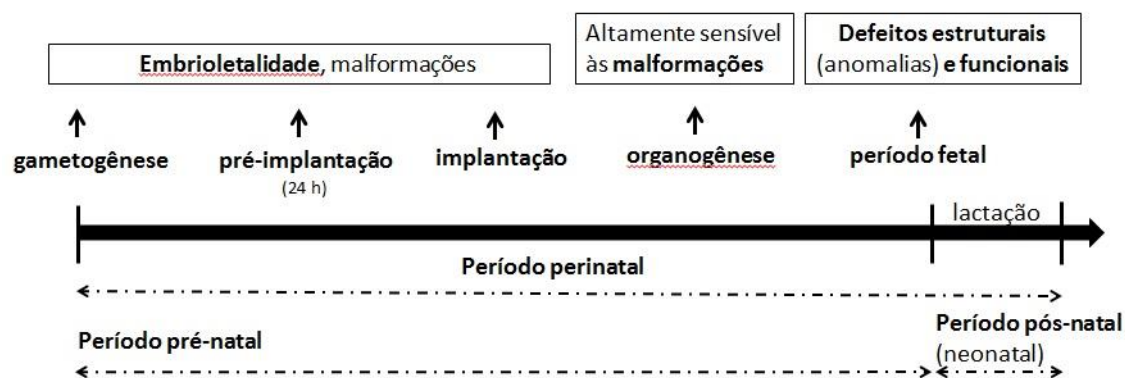 Embrioletalidade, malformações
Altamente sensível
às malformações
Defeitos estruturais
(anomalias) e funcionais
gametogênese
pré-implantação
(24 h)
implantação
organogênese
período fetal
lactação
Período perinatal
Período pré-natal
Período pós-natal
(neonatal)